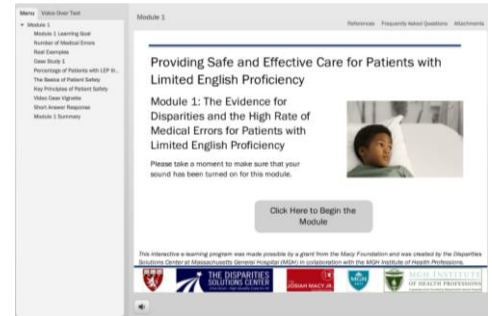 Menu Voice Over Text
Module 1
Module 1 Learning Goal
Number of Medical Errors
Real Examples
Case Study 1
Percentage of Patients with LEP in...
The Basics of Patient Safety
Key Principles of Patient Safety
Video Case Vignette
Short Answer Response
Module 1 Summary
Module 1
References Frequently Asked Questions Attachments
Providing Safe and Effective Care for Patients with
Limited English Proficiency
Module 1: The Evidence for
Disparities and the High Rate of
Medical Errors for Patients with
Limited English Proficiency
Please take a moment to make sure that your
sound has been turned on for this module.
Click Here to Begin the
Module
This interactive e-learning program was made possible by a grant from the Macy Foundation and was created by the Disparities
Solutions Center at Massachusetts General Hospital (MGH) in collaboration with the MGH Institute of Health Professions.
THE DISPARITIES
SOLUTIONS CENTER
JOSIAH MACY JR.
MGH INSTITUTE
OF HEALTH PROFESSIONS